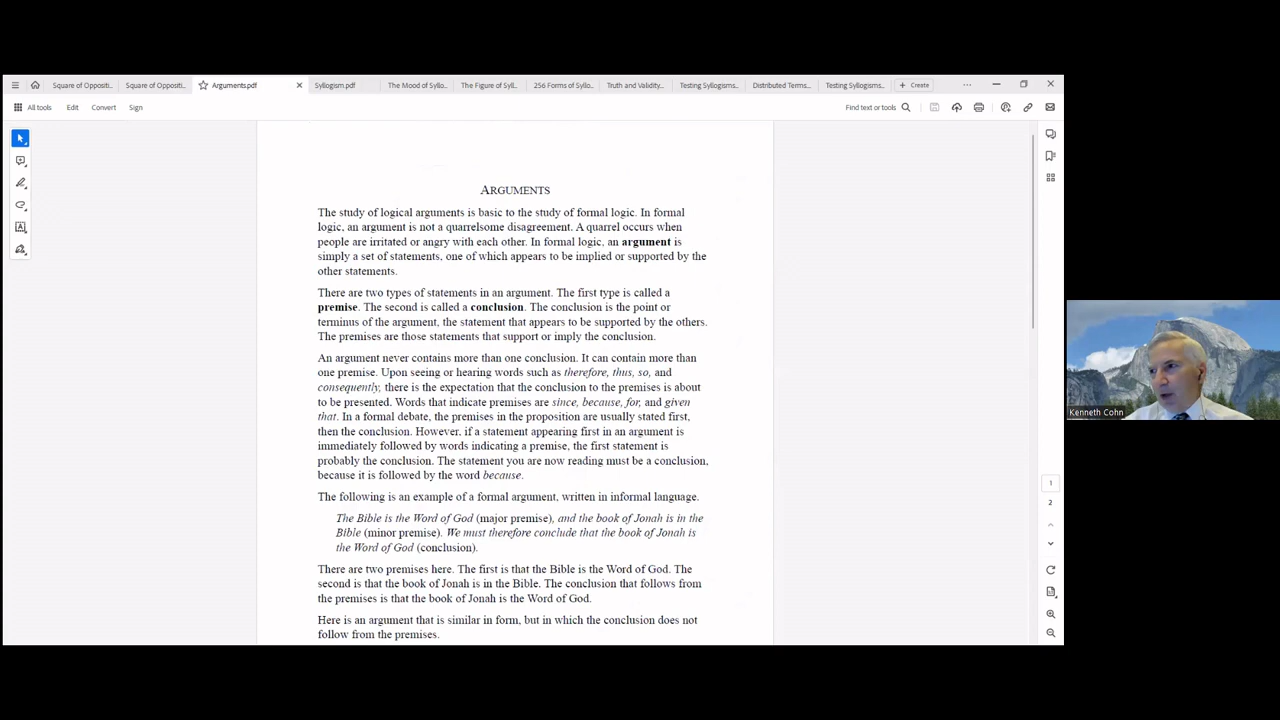 Square of Oppositi...
Square of Oppositi...
Arguments.pdf
Syllogism.pdf
The Mood of Syllo...
The Figure of Syll...
256 Forms of Syllo...
Truth and Validity...
Testing Syllogisms...
Distributed Terms...
Testing Syllogisms...
+ Create
All tools
Edit
Convert
Sign
Find text or tools
ARGUMENTS
The study of logical arguments is basic to the study of formal logic. In formal
logic, an argument is not a quarrelsome disagreement. A quarrel occurs when
people are irritated or angry with each other. In formal logic, an argument is
simply a set of statements, one of which appears to be implied or supported by the
other statements.
There are two types of statements in an argument. The first type is called a
premise. The second is called a conclusion. The conclusion is the point or
terminus of the argument, the statement that appears to be supported by the others.
The premises are those statements that support or imply the conclusion.
An argument never contains more than one conclusion. It can contain more than
one premise. Upon seeing or hearing words such as therefore, thus, so, and
consequently, there is the expectation that the conclusion to the premises is about
to be presented. Words that indicate premises are since, because, for, and given
that. In a formal debate, the premises in the proposition are usually stated first,
then the conclusion. However, if a statement appearing first in an argument is
immediately followed by words indicating a premise, the first statement is
probably the conclusion. The statement you are now reading must be a conclusion,
because it is followed by the word because.
The following is an example of a formal argument, written in informal language.
The Bible is the Word of God (major premise), and the book of Jonah is in the
Bible (minor premise). We must therefore conclude that the book of Jonah is
the Word of God (conclusion).
There are two premises here. The first is that the Bible is the Word of God. The
second is that the book of Jonah is in the Bible. The conclusion that follows from
the premises is that the book of Jonah is the Word of God.
Here is an argument that is similar in form, but in which the conclusion does not
follow from the premises.
Kenneth Cohn
1
2